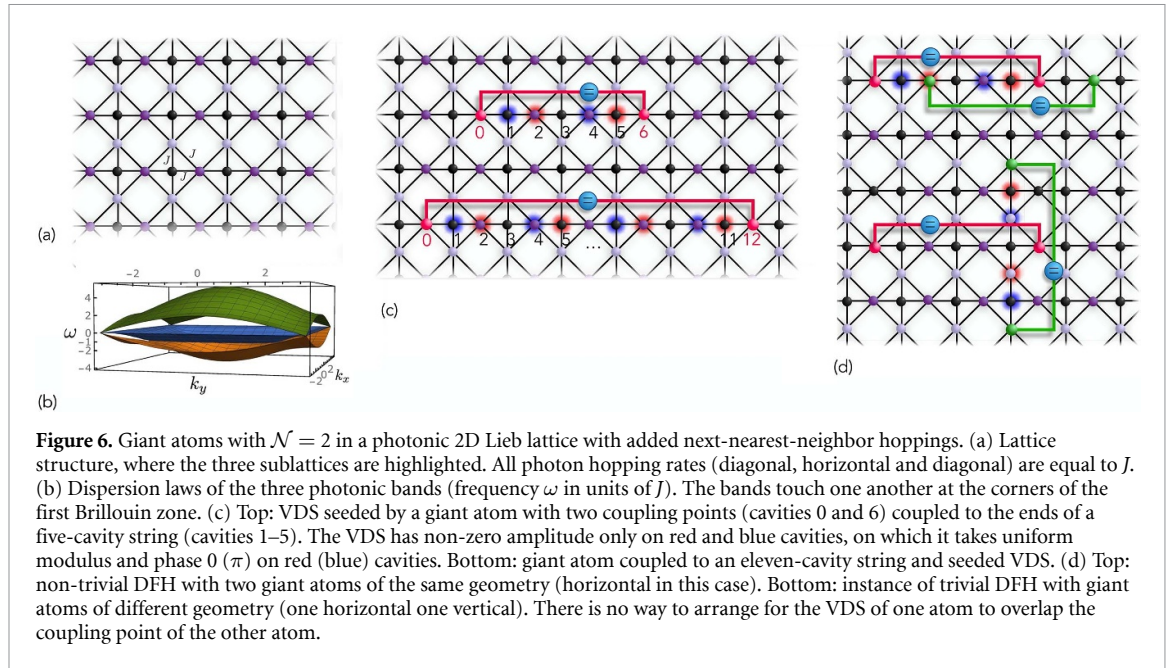 J
J
J
(a)
−2
0
2
4
2
0
−1
−2
−4
ω
k_y
−2
0
2
k_x
(b)
=
0
1
2
3
4
5
6
=
0
1
2
3
4
5
...
11
12
(c)
=
=
=
=
(d)
Figure 6. Giant atoms with 𝒩 = 2 in a photonic 2D Lieb lattice with added next-nearest-neighbor hoppings. (a) Lattice
structure, where the three sublattices are highlighted. All photon hopping rates (diagonal, horizontal and diagonal) are equal to J.
(b) Dispersion laws of the three photonic bands (frequency ω in units of J). The bands touch one another at the corners of the
first Brillouin zone. (c) Top: VDS seeded by a giant atom with two coupling points (cavities 0 and 6) coupled to the ends of a
five-cavity string (cavities 1–5). The VDS has non-zero amplitude only on red and blue cavities, on which it takes uniform
modulus and phase 0 (π) on red (blue) cavities. Bottom: giant atom coupled to an eleven-cavity string and seeded VDS. (d) Top:
non-trivial DFH with two giant atoms of the same geometry (horizontal in this case). Bottom: instance of trivial DFH with giant
atoms of different geometry (one horizontal one vertical). There is no way to arrange for the VDS of one atom to overlap the
coupling point of the other atom.